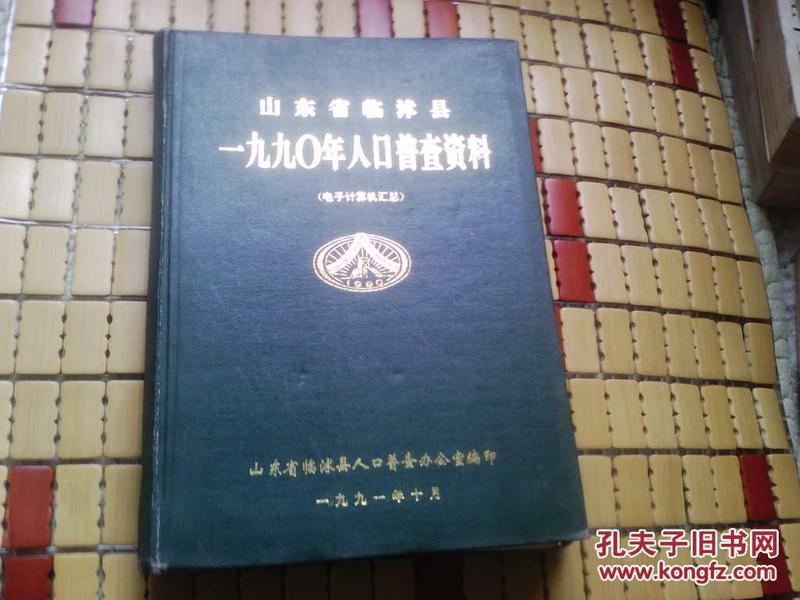 山东省临沭县
一九九〇年人口普查资料
（电子计算机汇总）
1990
山东省临沭县人口普查办公室编印
一九九一年十月
孔夫子旧书网
www.kongfz.com